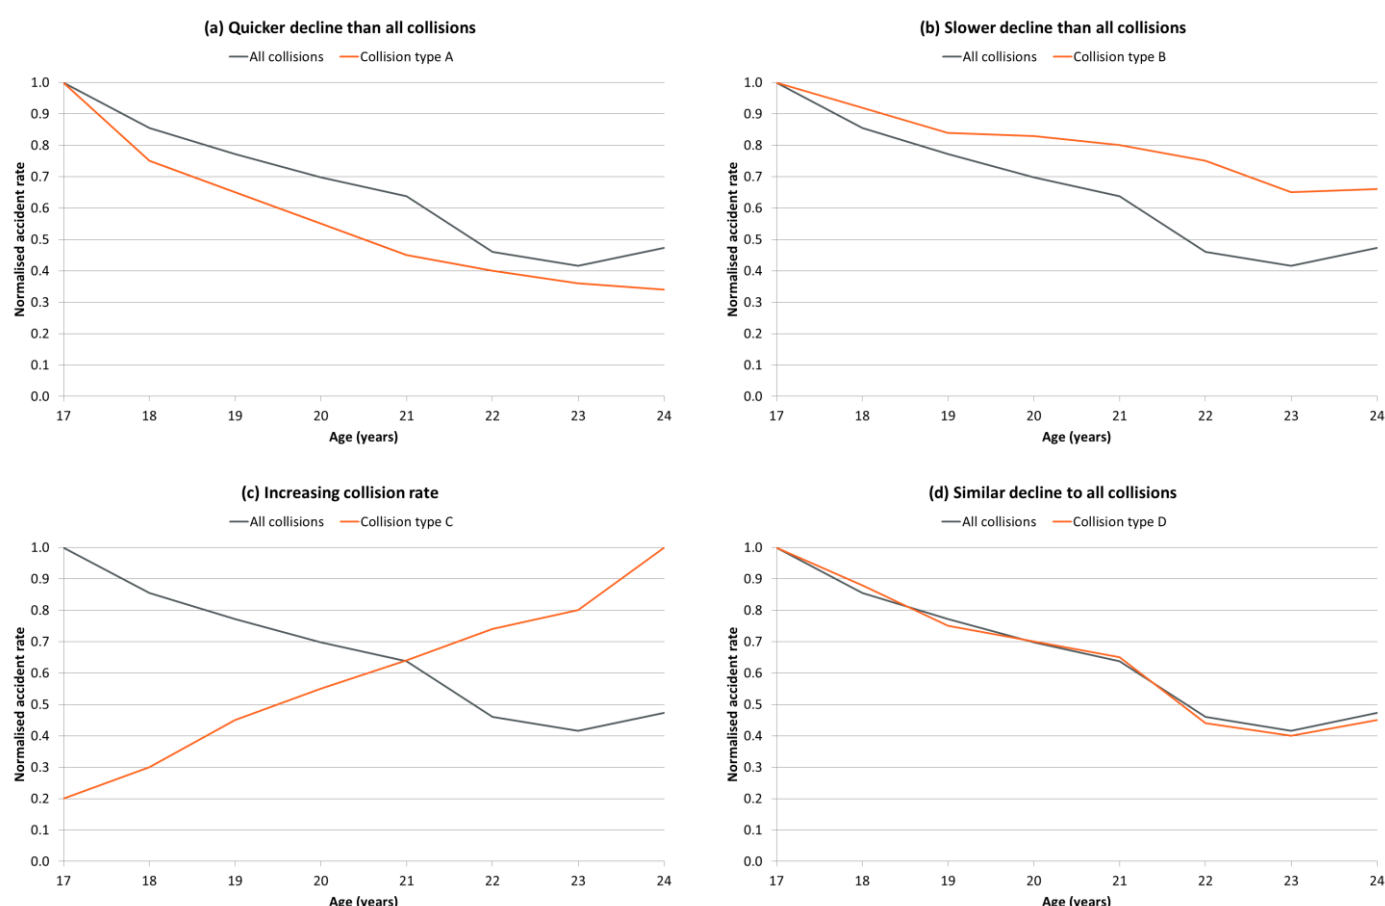 (a) Quicker decline than all collisions
All collisions Collision type A
Normalised accident rate
1.0
0.9
0.8
0.7
0.6
0.5
0.4
0.3
0.2
0.1
0.0
17 18 19 20 21 22 23 24
Age (years)
(b) Slower decline than all collisions
All collisions Collision type B
Normalised accident rate
1.0
0.9
0.8
0.7
0.6
0.5
0.4
0.3
0.2
0.1
0.0
17 18 19 20 21 22 23 24
Age (years)
(c) Increasing collision rate
All collisions Collision type C
Normalised accident rate
1.0
0.9
0.8
0.7
0.6
0.5
0.4
0.3
0.2
0.1
0.0
17 18 19 20 21 22 23 24
Age (years)
(d) Similar decline to all collisions
All collisions Collision type D
Normalised accident rate
1.0
0.9
0.8
0.7
0.6
0.5
0.4
0.3
0.2
0.1
0.0
17 18 19 20 21 22 23 24
Age (years)